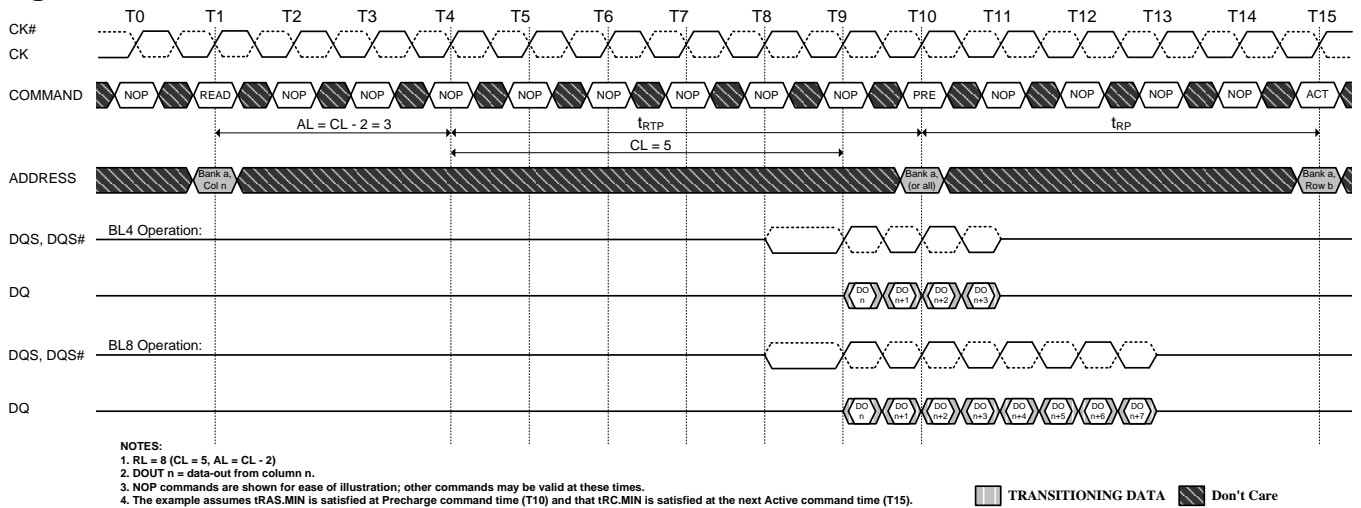 T0 T1 T2 T3 T4 T5 T6 T7 T8 T9 T10 T11 T12 T13 T14 T15
CK#
CK
COMMAND NOP READ NOP NOP NOP NOP NOP NOP NOP NOP PRE NOP NOP NOP NOP ACT
AL = CL - 2 = 3 tRTP tRP
CL = 5
ADDRESS Bank a, Col n Bank a, (or all) Bank a, Row b
BL4 Operation:
DQS, DQS#
DQ DO n DO n+1 DO n+2 DO n+3
BL8 Operation:
DQS, DQS#
DQ DO n DO n+1 DO n+2 DO n+3 DO n+4 DO n+5 DO n+6 DO n+7
NOTES:
1. RL = 8 (CL = 5, AL = CL - 2)
2. DOUT n = data-out from column n.
3. NOP commands are shown for ease of illustration; other commands may be valid at these times.
4. The example assumes tRAS.MIN is satisfied at Precharge command time (T10) and that tRC.MIN is satisfied at the next Active command time (T15).
TRANSITIONING DATA Don't Care